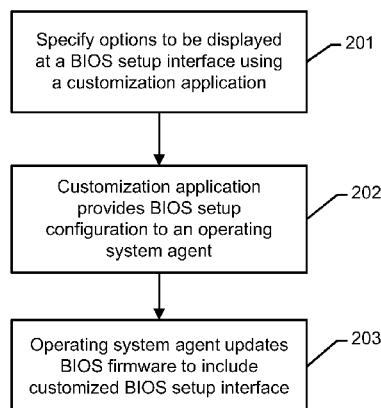 Specify options to be displayed
at a BIOS setup interface using
a customization application
201
Customization application
provides BIOS setup
configuration to an operating
system agent
202
Operating system agent updates
BIOS firmware to include
customized BIOS setup interface
203